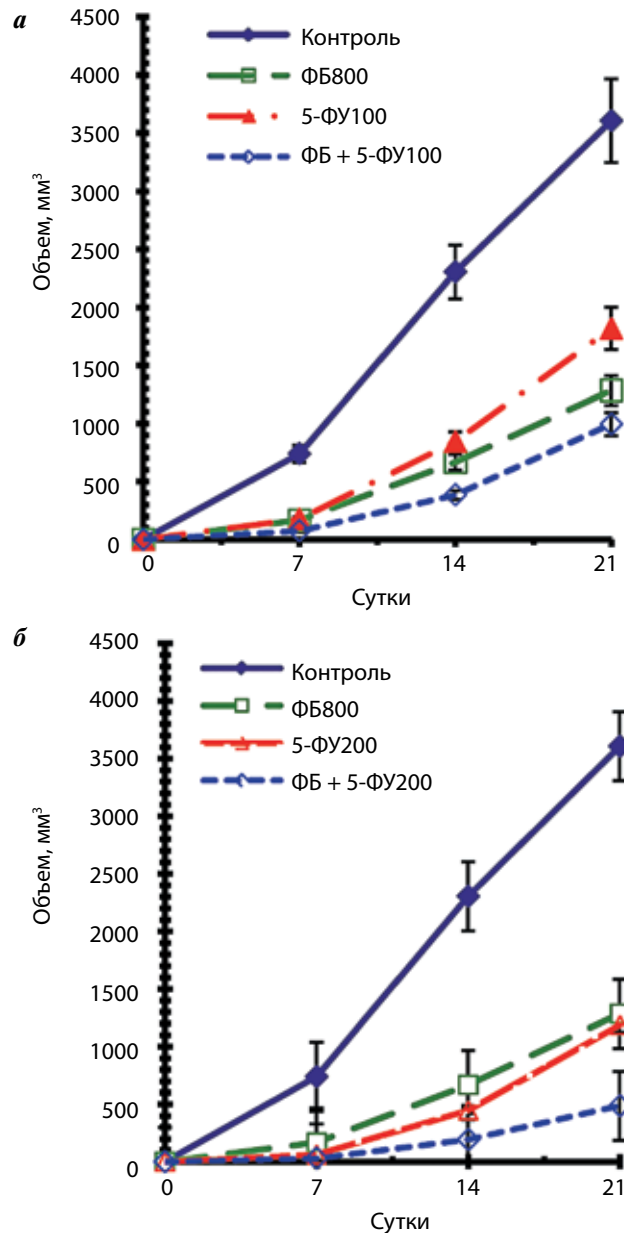 а
4500
4000
3500
3000
2500
2000
1500
1000
500
0
Объем, мм³
Контроль
ФБ800
5-ФУ100
ФБ + 5-ФУ100
0
7
14
21
Сутки
б
4500
4000
3500
3000
2500
2000
1500
1000
500
0
Объем, мм³
Контроль
ФБ800
5-ФУ200
ФБ + 5-ФУ200
0
7
14
21
Сутки